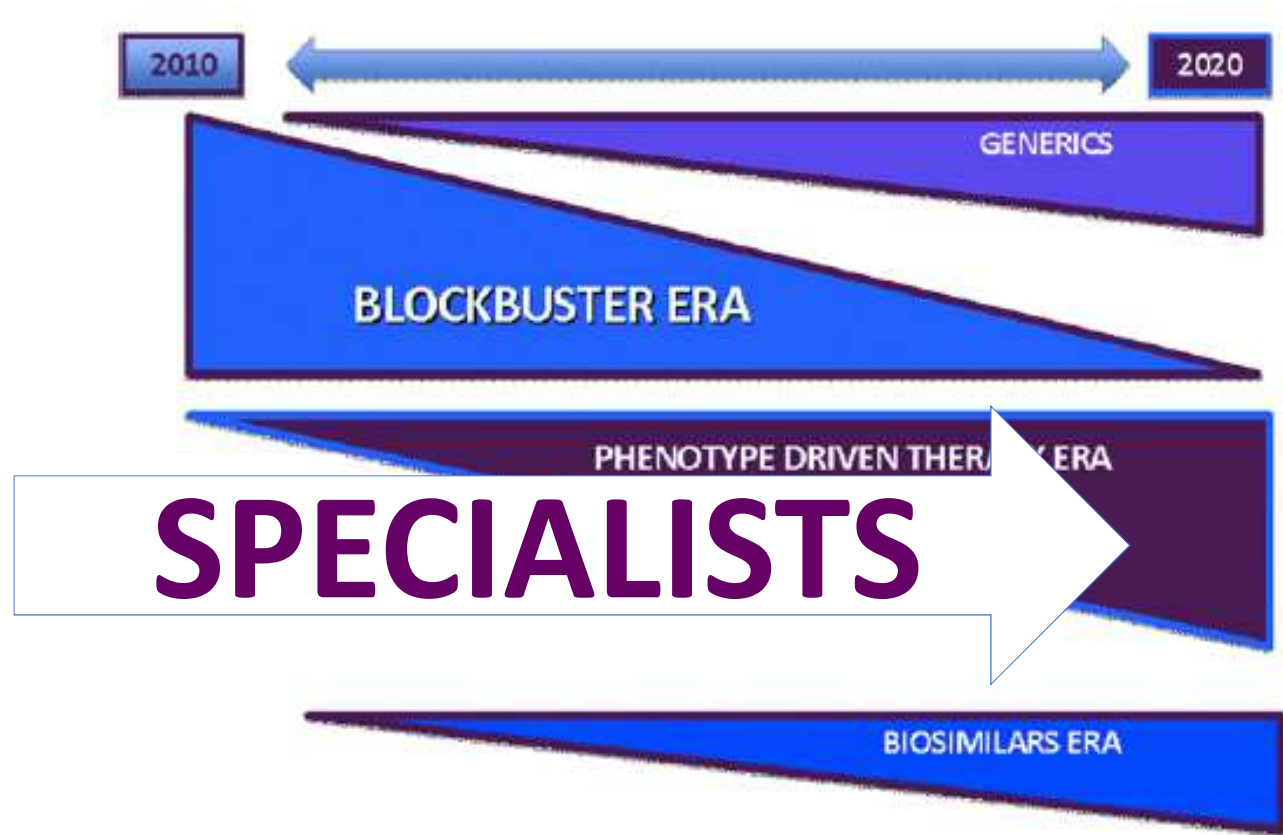 2010
2020
GENERICS
BLOCKBUSTER ERA
PHENOTYPE DRIVEN THERA Y ERA
SPECIALISTS
BIOSIMILARS ERA